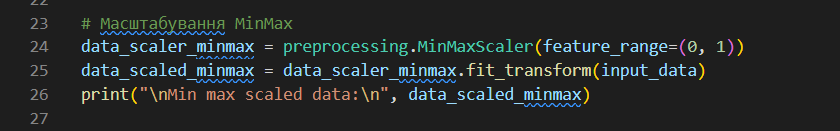 22
23 # Масштабування MinMax
24 data_scaler_minmax = preprocessing.MinMaxScaler(feature_range=(0, 1))
25 data_scaled_minmax = data_scaler_minmax.fit_transform(input_data)
26 print("\nMin max scaled data:\n", data_scaled_minmax)
27